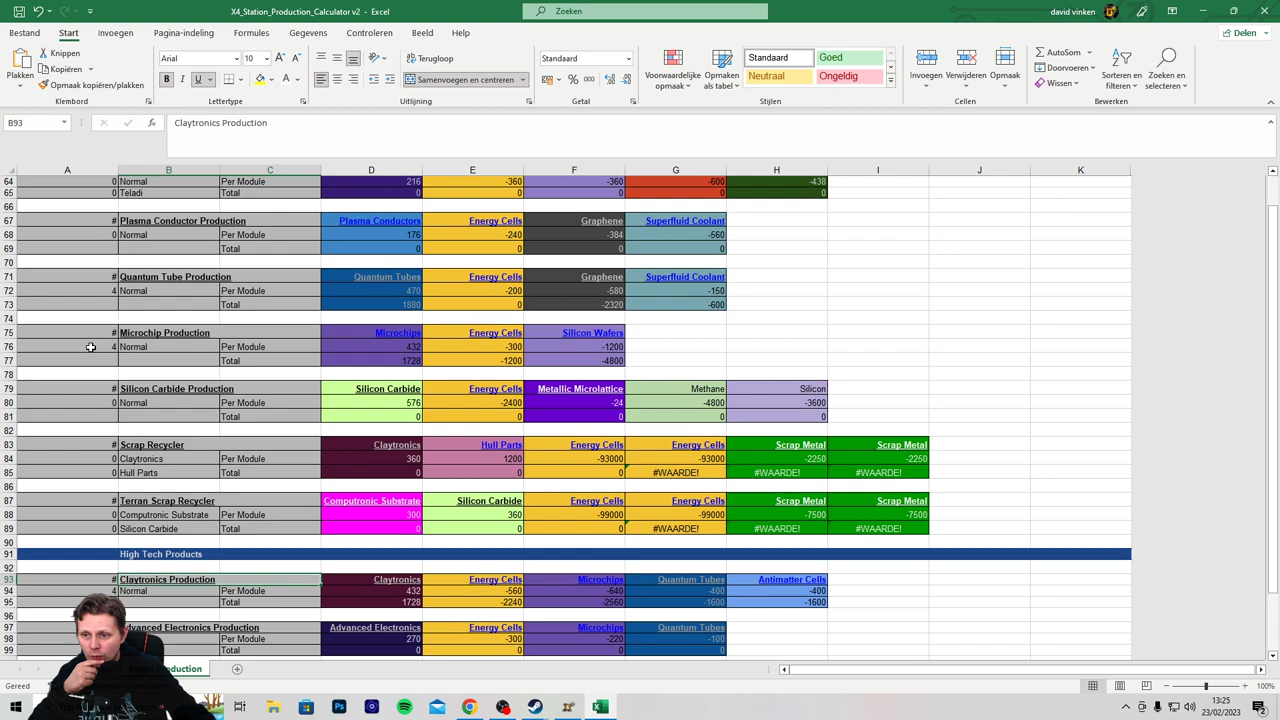 X4_Station_Production_Calculator v2 - Excel
Zoeken
david vinken
Bestand Start Invoegen Pagina-indeling Formules Gegevens Controleren Beeld Help
Delen
Plakken
Knippen
Kopiëren
Opmaak kopiëren/plakken
Klembord
Arial 10
B I U
Lettertype
Terugloop
Samenvoegen en centreren
Uitlijning
Standaard
Getal
Voorwaardelijke opmaak
Opmaken als tabel
Standaard Goed
Neutraal Ongeldig
Stijlen
Invoegen Verwijderen Opmaak
Cellen
AutoSom
Doorvoeren
Wissen
Sorteren en filteren
Zoeken en selecteren
Bewerken
B93 fx Claytronics Production
A B C D E F G H I J K
64 0 Normal Per Module 216 -360 -360 -600 -438
65 0 Teladi Total 0 0 0 0 0
66
67 # Plasma Conductor Production Plasma Conductors Energy Cells Graphene Superfluid Coolant
68 0 Normal Per Module 176 -240 -384 -560
69 Total 0 0 0 0
70
71 # Quantum Tube Production Quantum Tubes Energy Cells Graphene Superfluid Coolant
72 4 Normal Per Module 470 -200 -580 -150
73 Total 1880 0 -2320 -600
74
75 # Microchip Production Microchips Energy Cells Silicon Wafers
76 4 Normal Per Module 432 -300 -1200
77 Total 1728 -1200 -4800
78
79 # Silicon Carbide Production Silicon Carbide Energy Cells Metallic Microlattice Methane Silicon
80 0 Normal Per Module 576 -2400 -24 -4800 -3600
81 Total 0 0 0 0 0
82
83 # Scrap Recycler Claytronics Hull Parts Energy Cells Energy Cells Scrap Metal Scrap Metal
84 0 Claytronics Per Module 360 1200 -93000 -93000 -2250 -2250
85 0 Hull Parts Total 0 0 0 #WAARDE! #WAARDE! #WAARDE!
86
87 # Terran Scrap Recycler Computronic Substrate Silicon Carbide Energy Cells Energy Cells Scrap Metal Scrap Metal
88 0 Computronic Substrate Per Module 300 360 -99000 -99000 -7500 -7500
89 0 Silicon Carbide Total 0 0 0 #WAARDE! #WAARDE! #WAARDE!
90
91 High Tech Products
92
93 # Claytronics Production Claytronics Energy Cells Microchips Quantum Tubes Antimatter Cells
94 4 Normal Per Module 432 -560 -640 -400 -400
95 Total 1728 -2240 -2560 -1600 -1600
96
97 Advanced Electronics Production Advanced Electronics Energy Cells Microchips Quantum Tubes
98 Per Module 270 -300 -220 -100
99 Total 0 0 0 0
Gereed
100%
13:25
23/02/2023